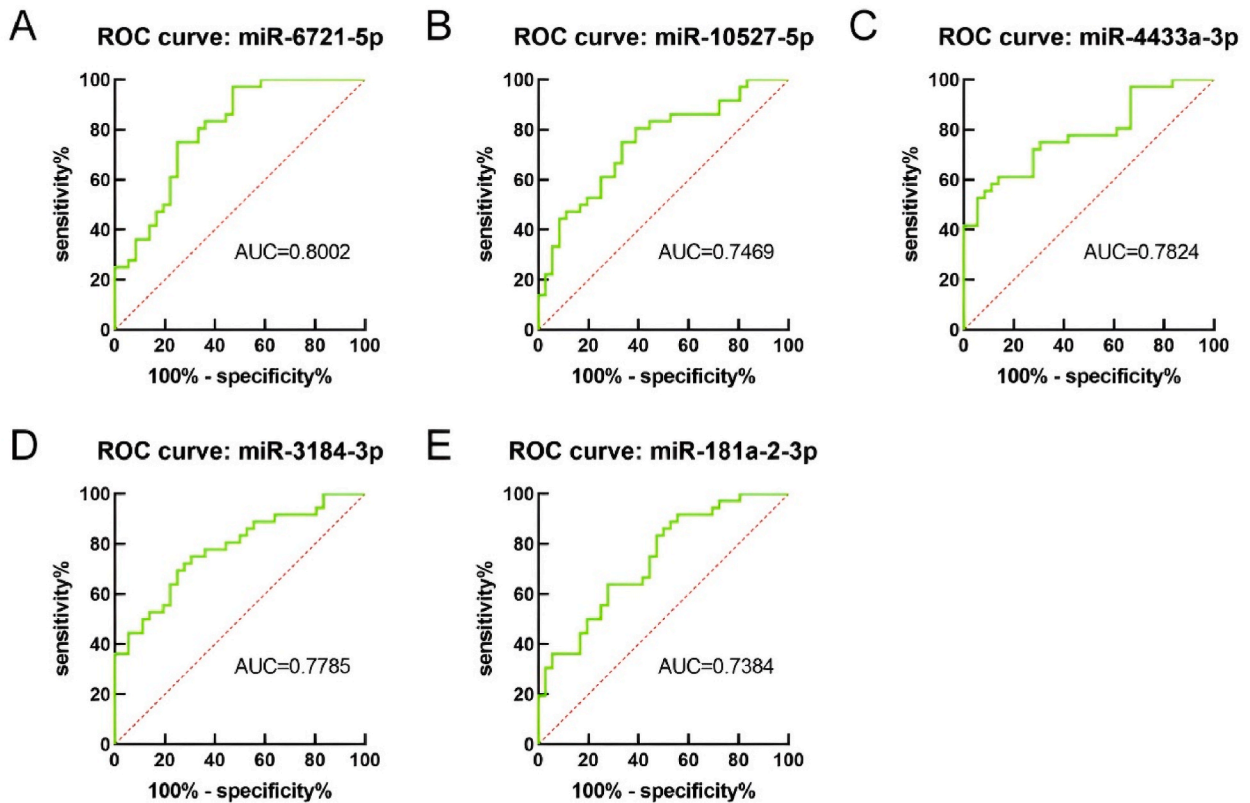 A
ROC curve: miR-6721-5p
100
80
60
40
20
0
sensitivity%
AUC=0.8002
0 20 40 60 80 100
100% - specificity%
B
ROC curve: miR-10527-5p
100
80
60
40
20
0
sensitivity%
AUC=0.7469
0 20 40 60 80 100
100% - specificity%
C
ROC curve: miR-4433a-3p
100
80
60
40
20
0
sensitivity%
AUC=0.7824
0 20 40 60 80 100
100% - specificity%
D
ROC curve: miR-3184-3p
100
80
60
40
20
0
sensitivity%
AUC=0.7785
0 20 40 60 80 100
100% - specificity%
E
ROC curve: miR-181a-2-3p
100
80
60
40
20
0
sensitivity%
AUC=0.7384
0 20 40 60 80 100
100% - specificity%